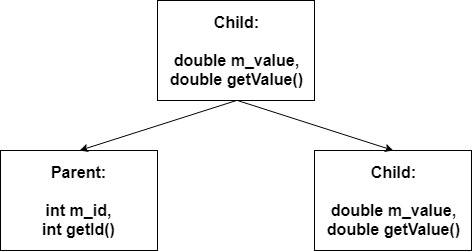 Child:
double m_value,
double getValue()
Parent:
int m_id,
int getId()
Child:
double m_value,
double getValue()